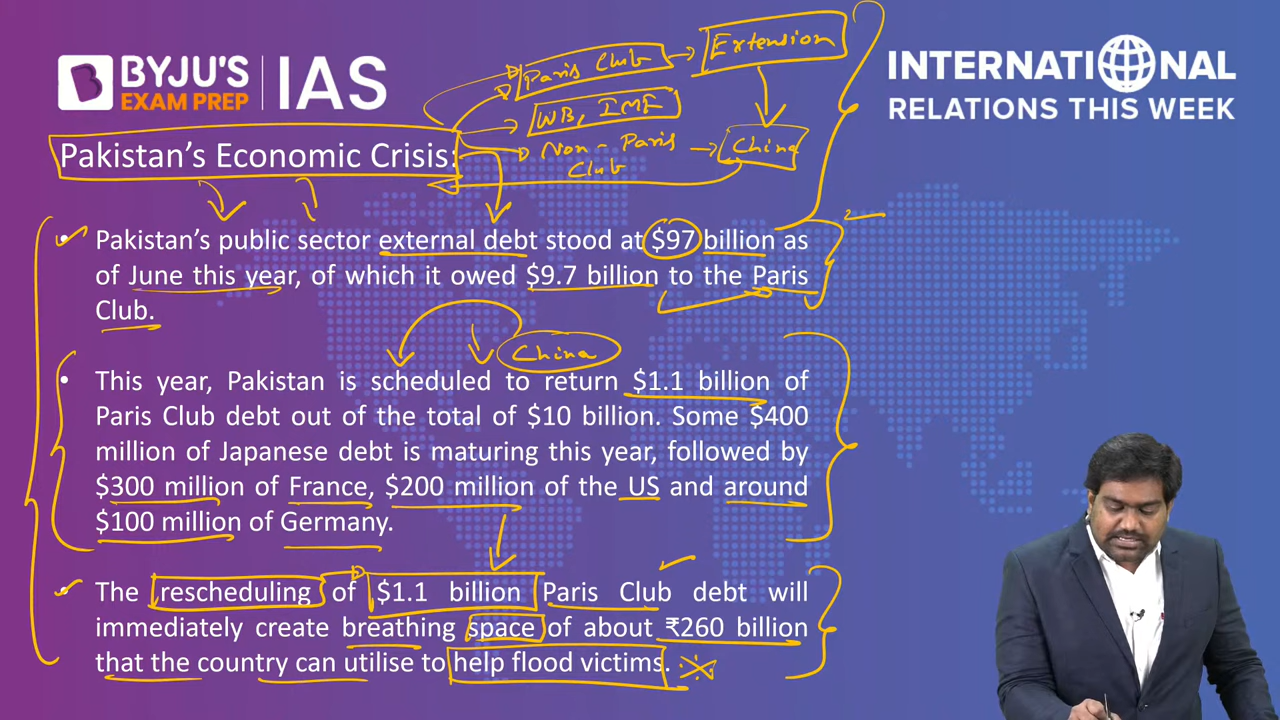 BYJU'S
EXAM PREP
IAS
INTERNATIONAL
RELATIONS THIS WEEK
Paris Club
Extension
WB, IMF
Non-Paris
Club
China
Pakistan's Economic Crisis:
• Pakistan's public sector external debt stood at $97 billion as
of June this year, of which it owed $9.7 billion to the Paris
Club.
China
• This year, Pakistan is scheduled to return $1.1 billion of
Paris Club debt out of the total of $10 billion. Some $400
million of Japanese debt is maturing this year, followed by
$300 million of France, $200 million of the US and around
$100 million of Germany.
• The rescheduling of $1.1 billion Paris Club debt will
immediately create breathing space of about ₹260 billion
that the country can utilise to help flood victims.